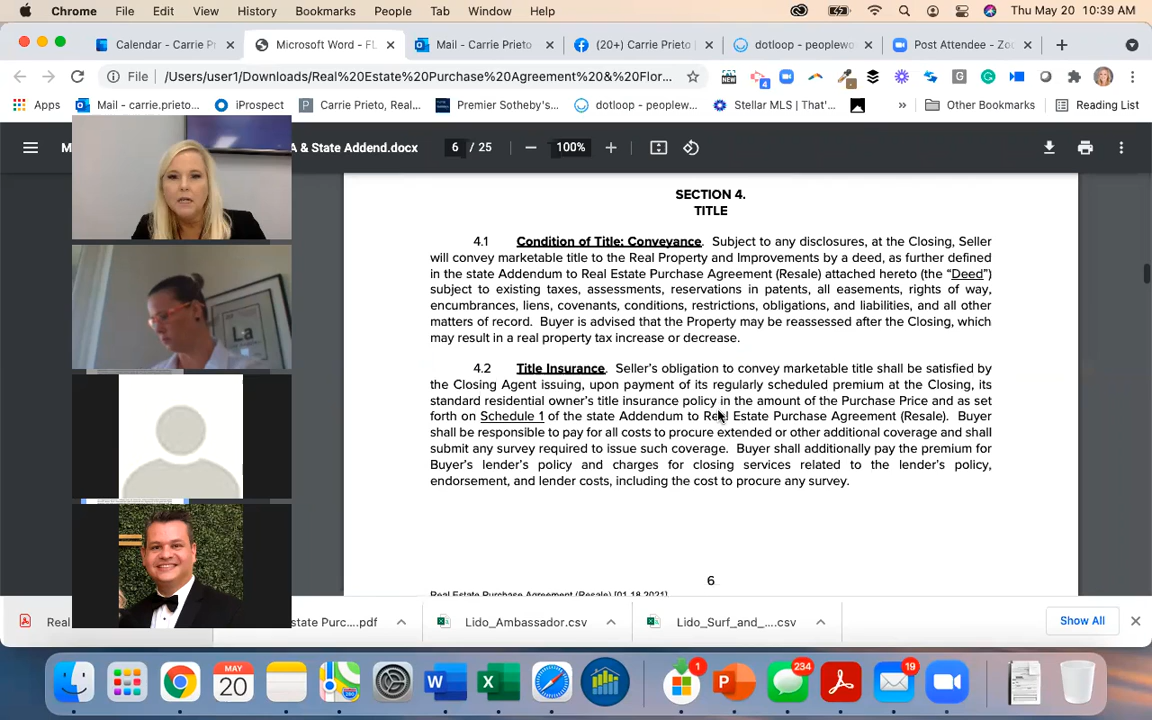 Chrome File Edit View History Bookmarks People Tab Window Help Thu May 20 10:39 AM
Calendar - Carrie Pr Microsoft Word - FL Mail - Carrie Prieto (20+) Carrie Prieto dotloop - peoplewo Post Attendee - Zoo
File /Users/user1/Downloads/Real%20Estate%20Purchase%20Agreement%20&%20Flor...
NEW 4
Apps Mail - carrie.prieto... iProspect Carrie Prieto, Real... Premier Sotheby's... dotloop - peoplew... Stellar MLS | That'... » Other Bookmarks Reading List
A & State Addend.docx 6 / 25 100%
SECTION 4.
TITLE
4.1 Condition of Title; Conveyance. Subject to any disclosures, at the Closing, Seller
will convey marketable title to the Real Property and Improvements by a deed, as further defined
in the state Addendum to Real Estate Purchase Agreement (Resale) attached hereto (the “Deed”)
subject to existing taxes, assessments, reservations in patents, all easements, rights of way,
encumbrances, liens, covenants, conditions, restrictions, obligations, and liabilities, and all other
matters of record. Buyer is advised that the Property may be reassessed after the Closing, which
may result in a real property tax increase or decrease.
4.2 Title Insurance. Seller’s obligation to convey marketable title shall be satisfied by
the Closing Agent issuing, upon payment of its regularly scheduled premium at the Closing, its
standard residential owner’s title insurance policy in the amount of the Purchase Price and as set
forth on Schedule 1 of the state Addendum to Real Estate Purchase Agreement (Resale). Buyer
shall be responsible to pay for all costs to procure extended or other additional coverage and shall
submit any survey required to issue such coverage. Buyer shall additionally pay the premium for
Buyer’s lender’s policy and charges for closing services related to the lender’s policy,
endorsement, and lender costs, including the cost to procure any survey.
6
Real Estate Purchase Agreement (Resale) [01.18.2021]
La
Real state Purc....pdf Lido_Ambassador.csv Lido_Surf_and_....csv Show All
MAY
20
W X 1 P 234 19